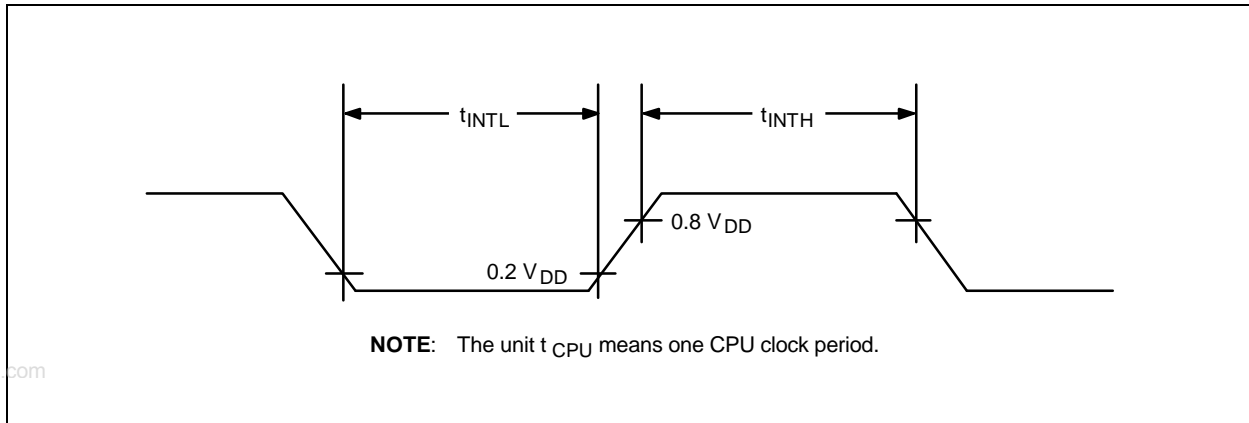 tINTL
tINTH
0.8 VDD
0.2 VDD
NOTE: The unit t CPU means one CPU clock period.
.com